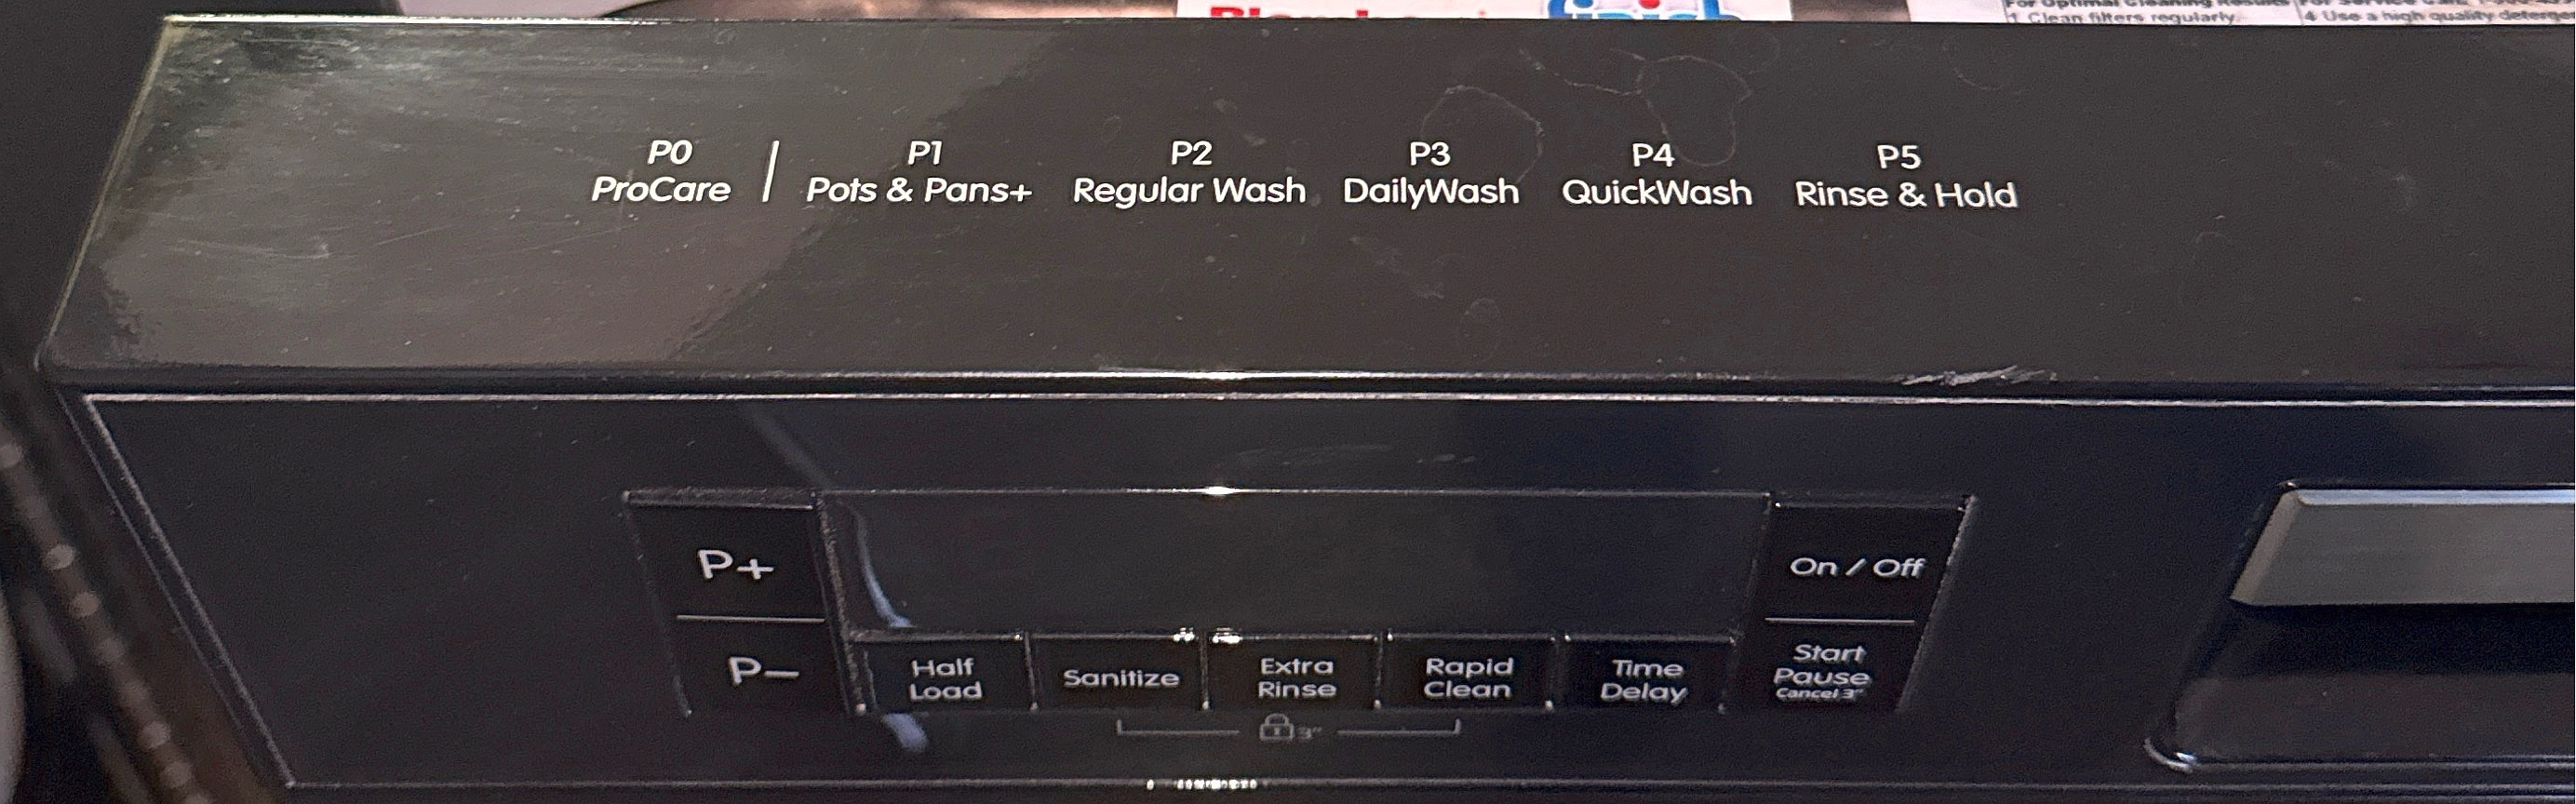 finish
1 Clean filters regularly.
4 Use a high quality
P0
ProCare
P1
Pots & Pans+
P2
Regular Wash
P3
DailyWash
P4
QuickWash
P5
Rinse & Hold
P+
P−
Half
Load
Sanitize
Extra
Rinse
Rapid
Clean
Time
Delay
On / Off
Start
Pause
Cancel 3"
3"